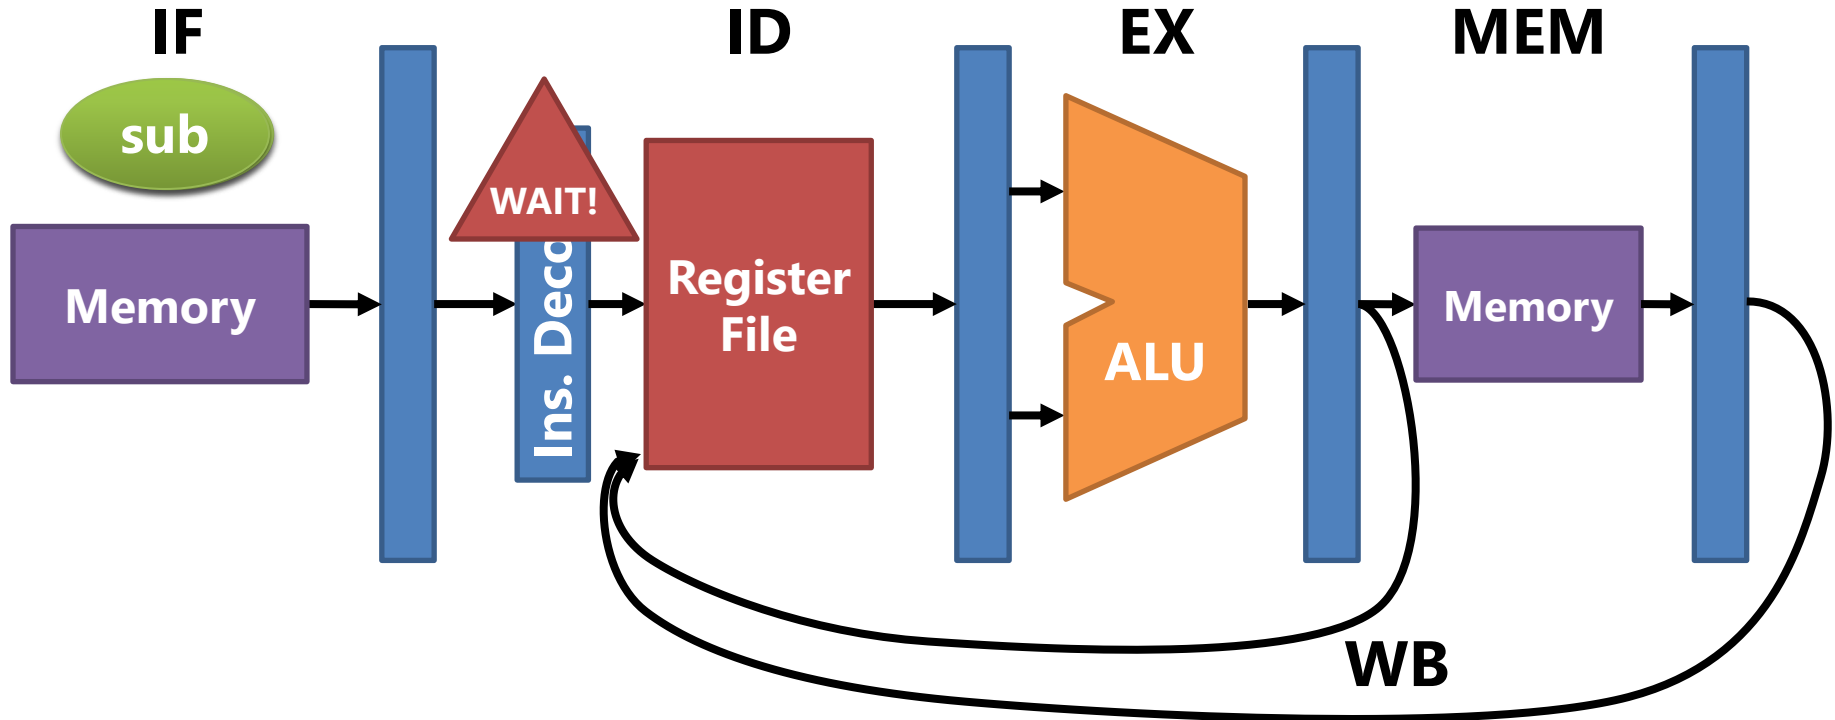 IF
ID
EX
MEM
sub
WAIT!
Memory
Ins. Deco
Register
File
ALU
Memory
WB